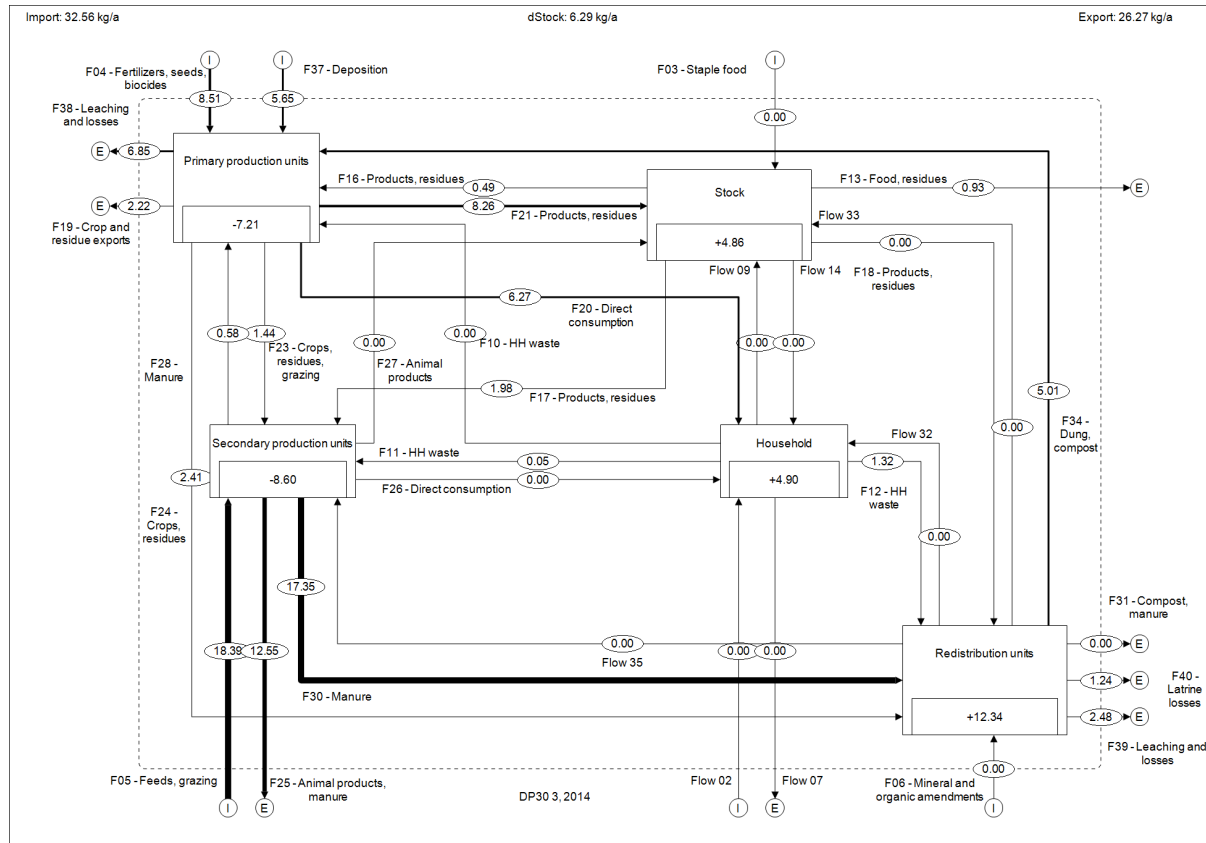 Import: 32.56 kg/a
dStock: 6.29 kg/a
Export: 26.27 kg/a
I
I
I
F04 - Fertilizers, seeds,
biocides
F37 - Deposition
F03 - Staple food
8.51
5.65
0.00
F38 - Leaching
and losses
E
6.85
Primary production units
-7.21
E
2.22
F19 - Crop and
residue exports
F16 - Products, residues
0.49
8.26
F21 - Products, residues
Stock
+4.86
F13 - Food, residues
0.93
E
Flow 33
0.00
F18 - Products,
residues
Flow 09
Flow 14
6.27
F20 - Direct
consumption
0.58
1.44
F23 - Crops,
residues,
grazing
0.00
F27 - Animal
products
0.00
F10 - HH waste
0.00
0.00
F28 -
Manure
1.98
F17 - Products, residues
5.01
0.00
F34 -
Dung,
compost
Secondary production units
-8.60
F11 - HH waste
0.05
F26 - Direct consumption
0.00
Household
+4.90
Flow 32
1.32
F12 - HH
waste
0.00
2.41
F24 -
Crops,
residues
17.35
18.39
12.55
0.00
Flow 35
F30 - Manure
0.00
0.00
Redistribution units
+12.34
F31 - Compost,
manure
0.00
E
1.24
E
F40 -
Latrine
losses
2.48
E
F39 - Leaching and
losses
0.00
F05 - Feeds, grazing
F25 - Animal products,
manure
Flow 02
Flow 07
F06 - Mineral and
organic amendments
DP30 3, 2014
I
E
I
E
I